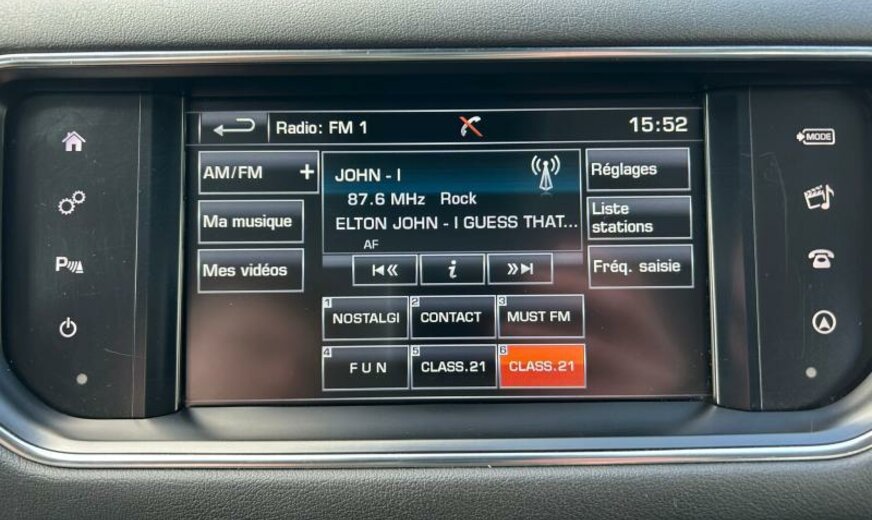 Radio: FM 1
15:52
MODE
AM/FM +
JOHN - I
Réglages
87.6 MHz Rock
Ma musique
ELTON JOHN - I GUESS THAT...
Liste
stations
AF
Mes vidéos
i
Fréq. saisie
P
1 NOSTALGI
2 CONTACT
3 MUST FM
4 F U N
5 CLASS.21
6 CLASS.21